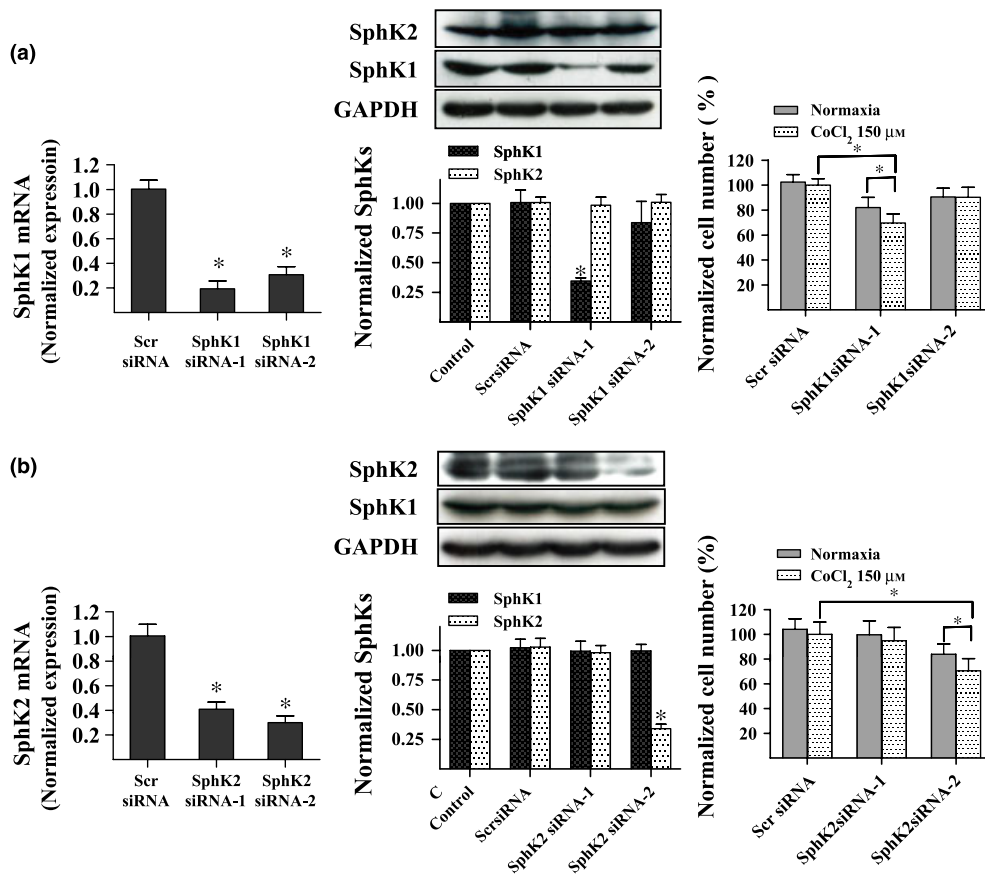 (a)
SphK2
SphK1
GAPDH
SphK1 mRNA
(Normalized expressoin)
1.2
1.0
0.8
0.6
0.4
0.2
*
*
Scr
siRNA
SphK1
siRNA-1
SphK1
siRNA-2
Normalized SphKs
SphK1
SphK2
1.00
0.75
0.25
*
Control
ScrsiRNA
SphK1 siRNA-1
SphK1 siRNA-2
Normalized cell number ( %)
Normaxia
CoCl2 150 μM
120
100
80
60
40
20
*
*
Scr siRNA
SphK1siRNA-1
SphK1siRNA-2
(b)
SphK2
SphK1
GAPDH
SphK2 mRNA
(Normalized expression)
1.2
1.0
0.8
0.6
0.4
0.2
*
*
Scr
siRNA
SphK2
siRNA-1
SphK2
siRNA-2
Normalized SphKs
SphK1
SphK2
1.00
0.75
0.50
0.25
*
C
Control
ScrsiRNA
SphK2 siRNA-1
SphK2 siRNA-2
Normalized cell number (%)
Normaxia
CoCl2 150 μM
120
100
80
60
40
20
*
*
Scr siRNA
SphK2siRNA-1
SphK2siRNA-2